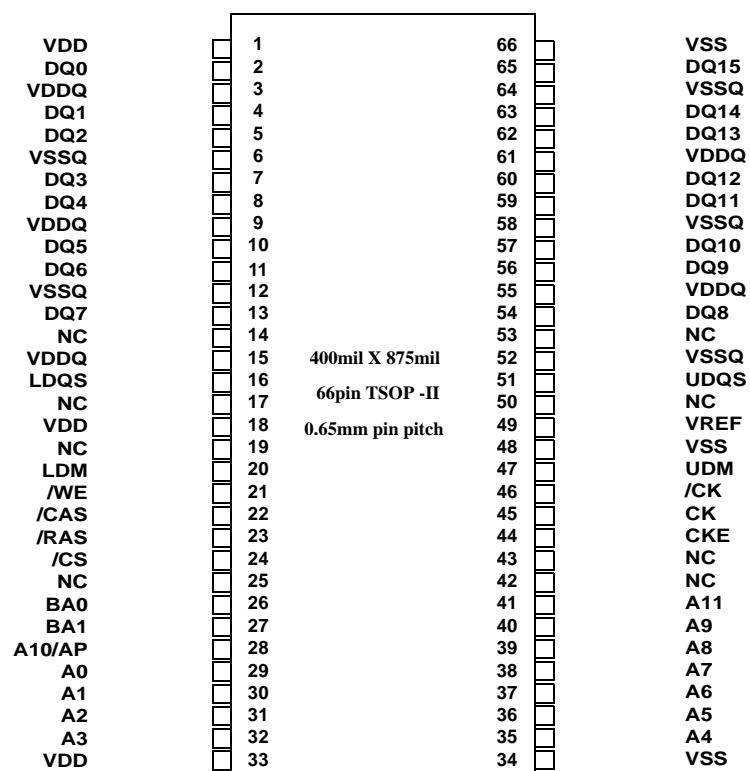 VDD 1 66 VSS
DQ0 2 65 DQ15
VDDQ 3 64 VSSQ
DQ1 4 63 DQ14
DQ2 5 62 DQ13
VSSQ 6 61 VDDQ
DQ3 7 60 DQ12
DQ4 8 59 DQ11
VDDQ 9 58 VSSQ
DQ5 10 57 DQ10
DQ6 11 56 DQ9
VSSQ 12 55 VDDQ
DQ7 13 54 DQ8
NC 14 53 NC
VDDQ 15 400mil X 875mil 52 VSSQ
LDQS 16 51 UDQS
NC 17 66pin TSOP -II 50 NC
VDD 18 0.65mm pin pitch 49 VREF
NC 19 48 VSS
LDM 20 47 UDM
/WE 21 46 /CK
/CAS 22 45 CK
/RAS 23 44 CKE
/CS 24 43 NC
NC 25 42 NC
BA0 26 41 A11
BA1 27 40 A9
A10/AP 28 39 A8
A0 29 38 A7
A1 30 37 A6
A2 31 36 A5
A3 32 35 A4
VDD 33 34 VSS